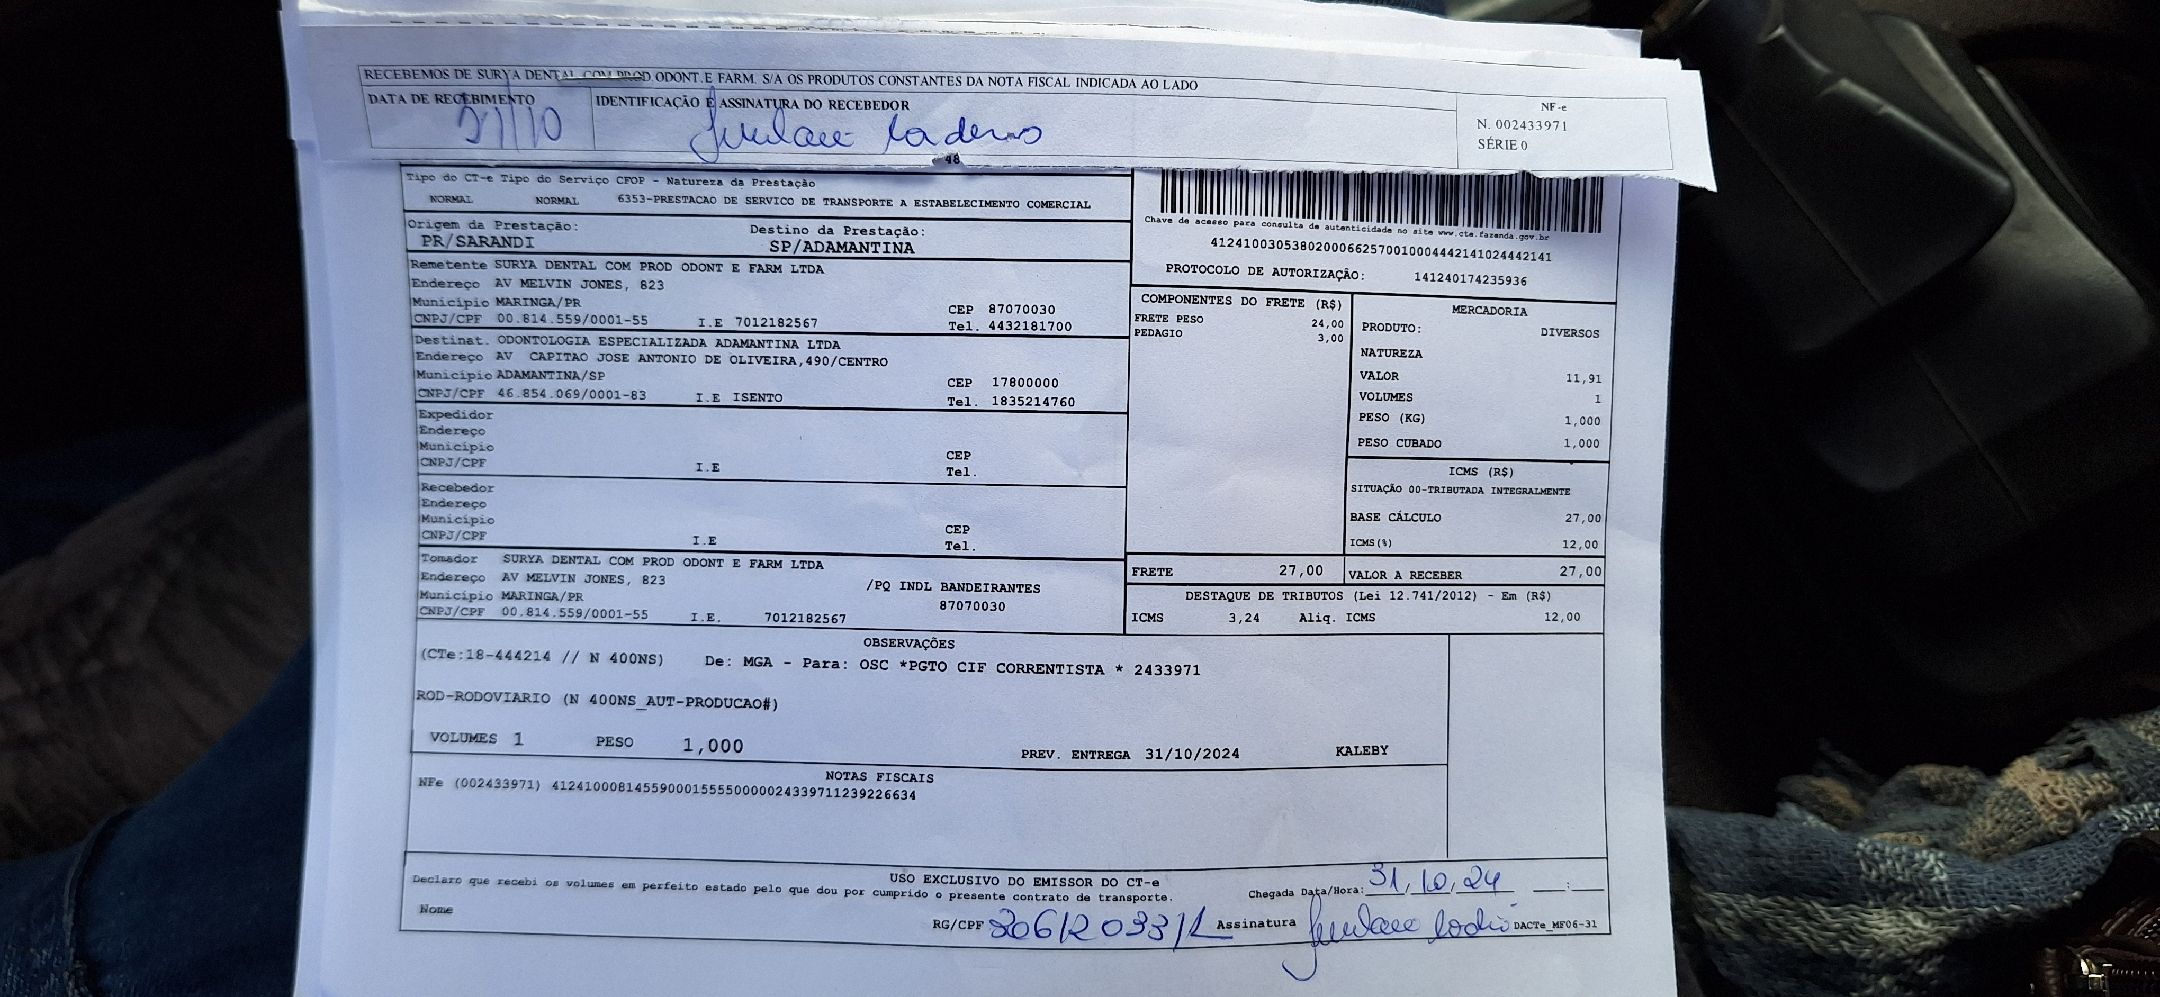 RECEBEMOS DE SURYA DENTAL COM PROD.ODONT.E FARM. S/A OS PRODUTOS CONSTANTES DA NOTA FISCAL INDICADA AO LADO
DATA DE RECEBIMENTO
31/10
IDENTIFICAÇÃO E ASSINATURA DO RECEBEDOR
NF-e
N. 002433971
SÉRIE 0
48
Tipo do CT-e Tipo do Serviço CFOP - Natureza da Prestação
NORMAL NORMAL 6353-PRESTACAO DE SERVICO DE TRANSPORTE A ESTABELECIMENTO COMERCIAL
Origem da Prestação: Destino da Prestação:
PR/SARANDI SP/ADAMANTINA
Chave de acesso para consulta de autenticidade no site www.cte.fazenda.gov.br
41241003053802000662570010004442141024442141
PROTOCOLO DE AUTORIZAÇÃO: 141240174235936
Remetente SURYA DENTAL COM PROD ODONT E FARM LTDA
Endereço AV MELVIN JONES, 823
Município MARINGA/PR CEP 87070030
CNPJ/CPF 00.814.559/0001-55 I.E 7012182567 Tel. 4432181700
Destinat. ODONTOLOGIA ESPECIALIZADA ADAMANTINA LTDA
Endereço AV CAPITAO JOSE ANTONIO DE OLIVEIRA,490/CENTRO
Município ADAMANTINA/SP CEP 17800000
CNPJ/CPF 46.854.069/0001-83 I.E ISENTO Tel. 1835214760
Expedidor
Endereço
Município CEP
CNPJ/CPF I.E Tel.
Recebedor
Endereço
Município CEP
CNPJ/CPF I.E Tel.
Tomador SURYA DENTAL COM PROD ODONT E FARM LTDA
Endereço AV MELVIN JONES, 823 /PQ INDL BANDEIRANTES
Município MARINGA/PR 87070030
CNPJ/CPF 00.814.559/0001-55 I.E. 7012182567
COMPONENTES DO FRETE (R$)
FRETE PESO 24,00
PEDAGIO 3,00
MERCADORIA
PRODUTO: DIVERSOS
NATUREZA
VALOR 11,91
VOLUMES 1
PESO (KG) 1,000
PESO CUBADO 1,000
ICMS (R$)
SITUAÇÃO 00-TRIBUTADA INTEGRALMENTE
BASE CÁLCULO 27,00
ICMS(%) 12,00
FRETE 27,00 VALOR A RECEBER 27,00
DESTAQUE DE TRIBUTOS (Lei 12.741/2012) - Em (R$)
ICMS 3,24 Aliq. ICMS 12,00
OBSERVAÇÕES
(CTe:18-444214 // N 400NS) De: MGA - Para: OSC *PGTO CIF CORRENTISTA * 2433971
ROD-RODOVIARIO (N 400NS_AUT-PRODUCAO#)
VOLUMES 1 PESO 1,000 PREV. ENTREGA 31/10/2024 KALEBY
NOTAS FISCAIS
NFe (002433971) 41241000814559000155550000024339711239226634
USO EXCLUSIVO DO EMISSOR DO CT-e
Declaro que recebi os volumes em perfeito estado pelo que dou por cumprido o presente contrato de transporte.
Chegada Data/Hora: 31,10,24 __:__
Nome RG/CPF Assinatura DACTe_MF06-31